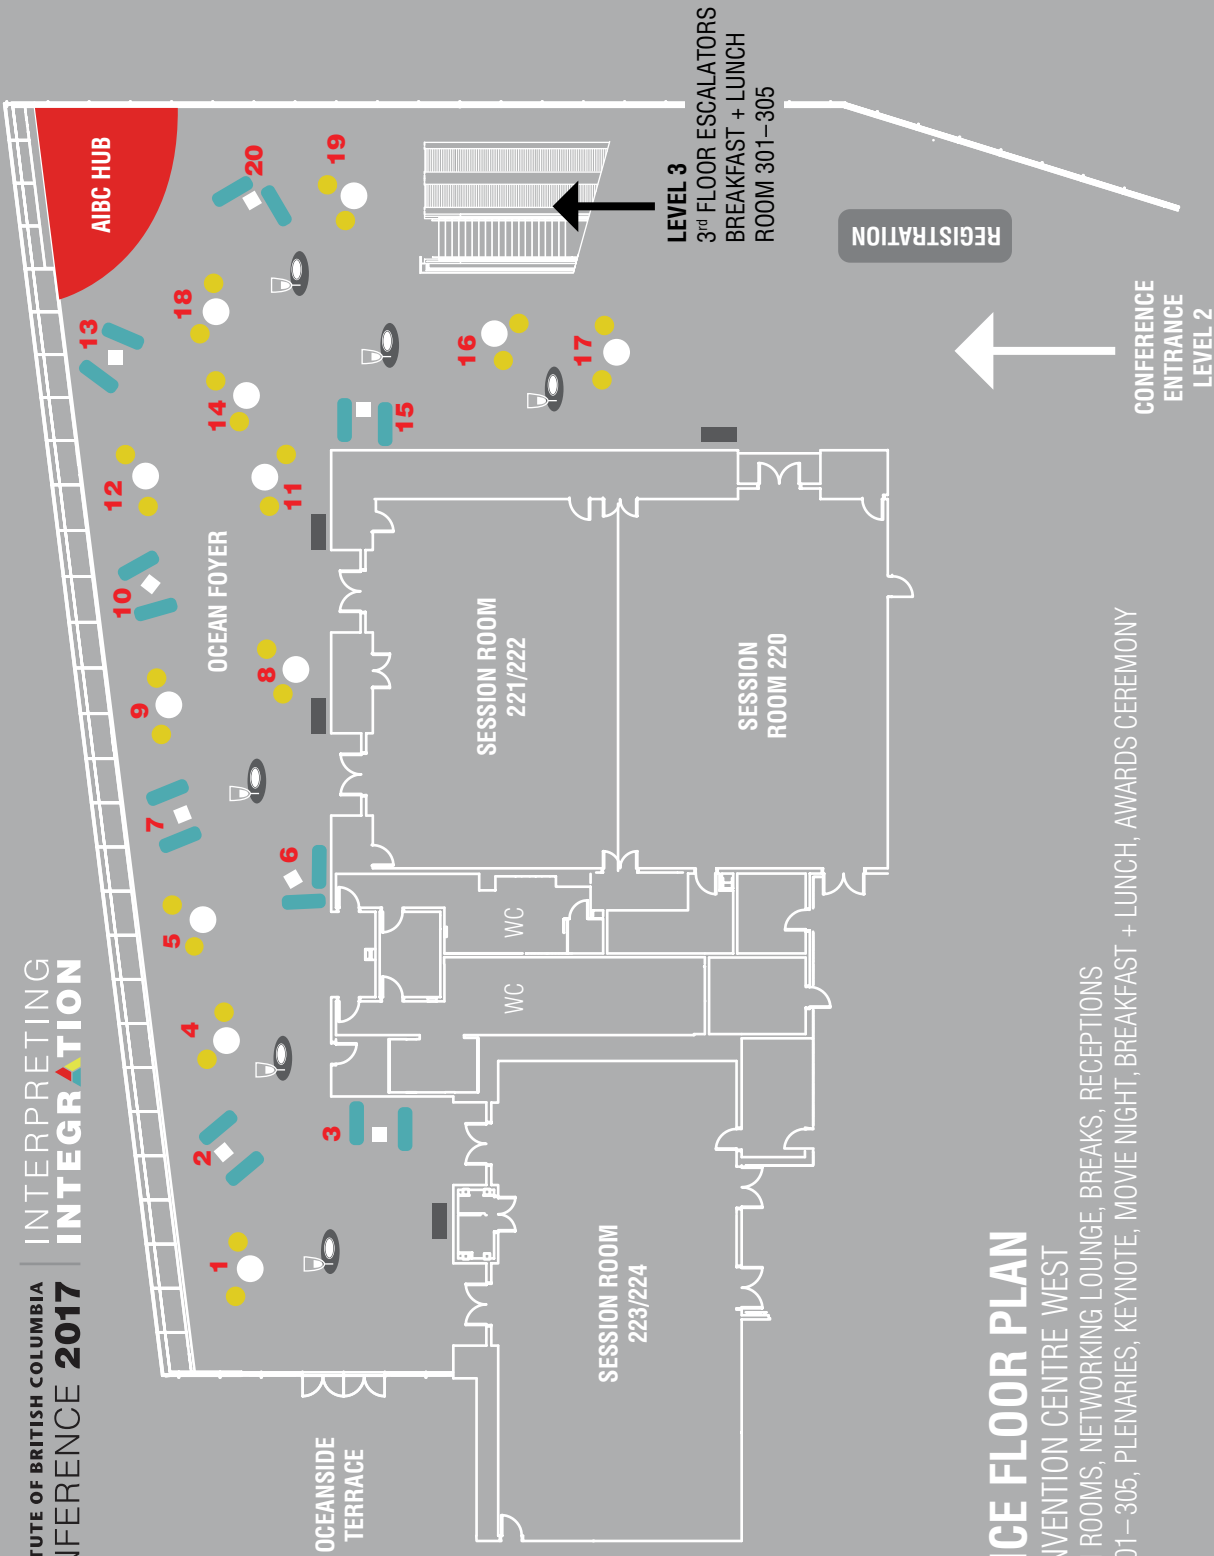 TUTE OF BRITISH COLUMBIA
NFERENCE 2017
INTERPRETING
INTEGRATION
AIBC HUB
1
2
3
4
5
6
7
8
9
10
11
12
13
14
15
16
17
18
19
20
OCEAN FOYER
OCEANSIDE
TERRACE
SESSION ROOM
223/224
WC
WC
SESSION ROOM
221/222
SESSION
ROOM 220
LEVEL 3
3rd FLOOR ESCALATORS
BREAKFAST + LUNCH
ROOM 301–305
REGISTRATION
CONFERENCE
ENTRANCE
LEVEL 2
NCE FLOOR PLAN
NVENTION CENTRE WEST
ROOMS, NETWORKING LOUNGE, BREAKS, RECEPTIONS
01–305, PLENARIES, KEYNOTE, MOVIE NIGHT, BREAKFAST + LUNCH, AWARDS CEREMONY